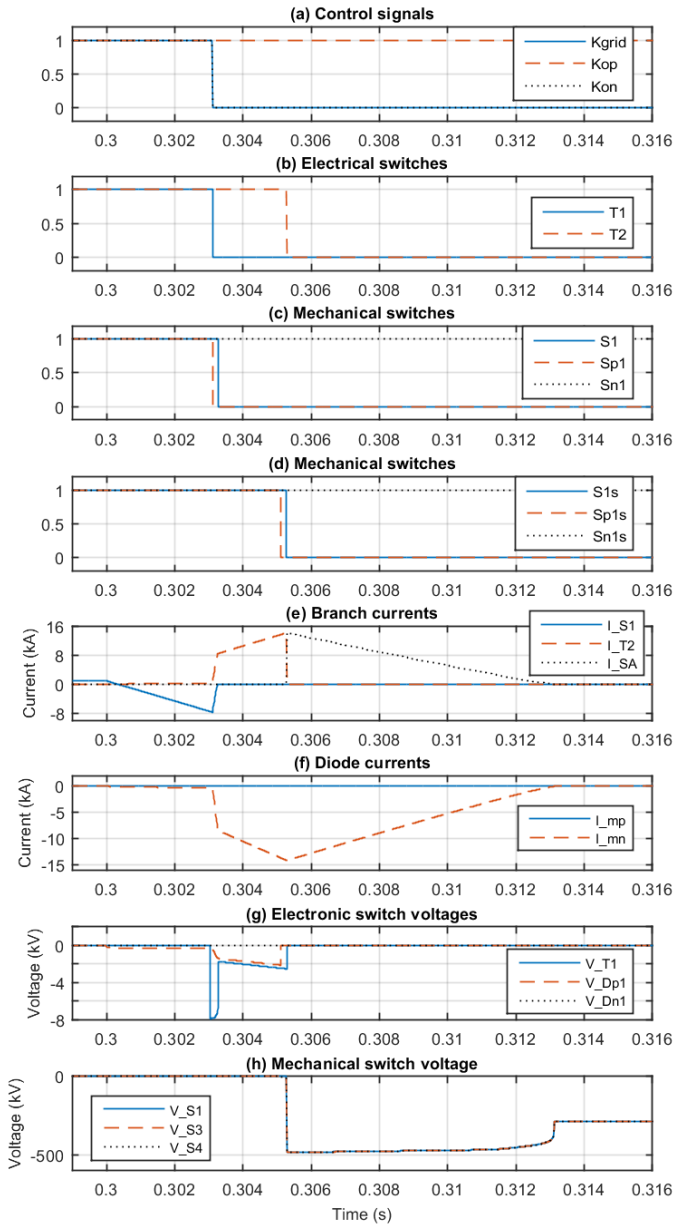 (a) Control signals
1
0.5
0
Kgrid
Kop
Kon
0.3 0.302 0.304 0.306 0.308 0.31 0.312 0.314 0.316
(b) Electrical switches
1
0.5
0
T1
T2
0.3 0.302 0.304 0.306 0.308 0.31 0.312 0.314 0.316
(c) Mechanical switches
1
0.5
0
S1
Sp1
Sn1
0.3 0.302 0.304 0.306 0.308 0.31 0.312 0.314 0.316
(d) Mechanical switches
1
0.5
0
S1s
Sp1s
Sn1s
0.3 0.302 0.304 0.306 0.308 0.31 0.312 0.314 0.316
(e) Branch currents
Current (kA)
16
8
0
-8
I_S1
I_T2
I_SA
0.3 0.302 0.304 0.306 0.308 0.31 0.312 0.314 0.316
(f) Diode currents
Current (kA)
0
-5
-10
-15
I_mp
I_mn
0.3 0.302 0.304 0.306 0.308 0.31 0.312 0.314 0.316
(g) Electronic switch voltages
Voltage (kV)
0
-4
-8
V_T1
V_Dp1
V_Dn1
0.3 0.302 0.304 0.306 0.308 0.31 0.312 0.314 0.316
(h) Mechanical switch voltage
Voltage (kV)
0
-500
V_S1
V_S3
V_S4
0.3 0.302 0.304 0.306 0.308 0.31 0.312 0.314 0.316
Time (s)